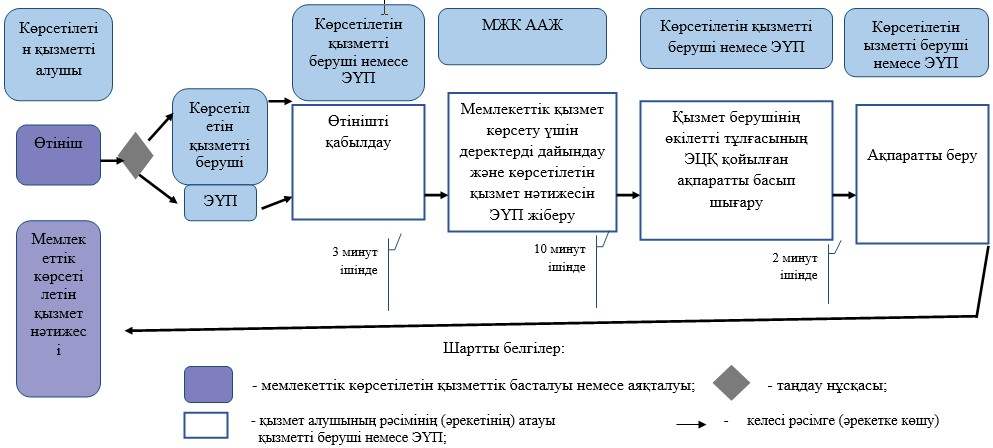 Көрсетілеті
н қызметті
алушы
Көрсетілетін
қызметті
беруші немесе
ЭҮП
МЖК ААЖ
Көрсетілетін қызметті
беруші немесе ЭҮП
Көрсетілетін
ызметті беруші
немесе ЭҮП
Өтініш
Көрсетіл
етін
қызметті
беруші
ЭҮП
Өтінішті
қабылдау
Мемлекеттік қызмет
көрсету үшін
деректерді дайындау
және көрсетілетін
қызмет нәтижесін
ЭҮП жіберу
Қызмет берушінің
өкілетті тұлғасының
ЭЦҚ қойылған
ақпаратты басып
шығару
Ақпаратты беру
3 минут
ішінде
10 минут
ішінде
2 минут
ішінде
Мемлек
еттік
көрсеті
летін
қызмет
нәтижес
і
Шартты белгілер:
- мемлекеттік көрсетілетін қызметтік басталуы немесе аяқталуы;
- таңдау нұсқасы;
- қызмет алушының рәсімінің (әрекетінің) атауы
қызметті беруші немесе ЭҮП;
- келесі рәсімге (әрекетке көшу)